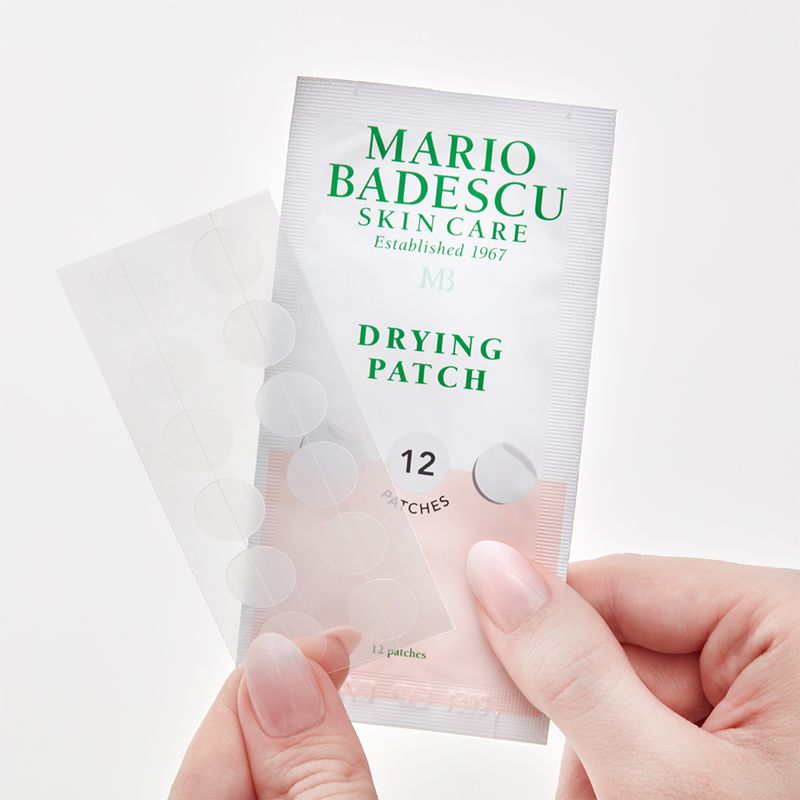 MARIO
BADESCU
SKIN CARE
Established 1967
MB
DRYING
PATCH
12
PATCHES
12 patches